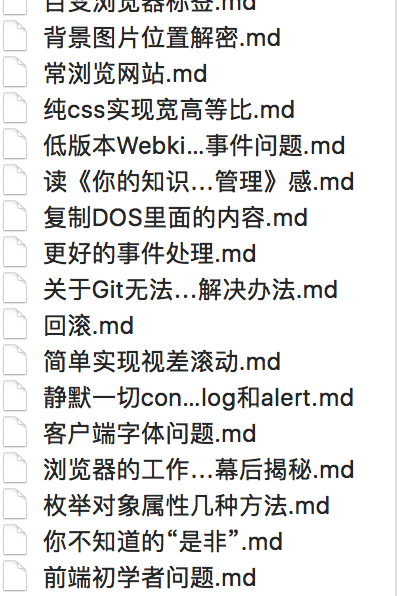 百变浏览器标签.md
背景图片位置解密.md
常浏览网站.md
纯css实现宽高等比.md
低版本Webki...事件问题.md
读《你的知识...管理》感.md
复制DOS里面的内容.md
更好的事件处理.md
关于Git无法...解决办法.md
回滚.md
简单实现视差滚动.md
静默一切con...log和alert.md
客户端字体问题.md
浏览器的工作...幕后揭秘.md
枚举对象属性几种方法.md
你不知道的“是非”.md
前端初学者问题.md